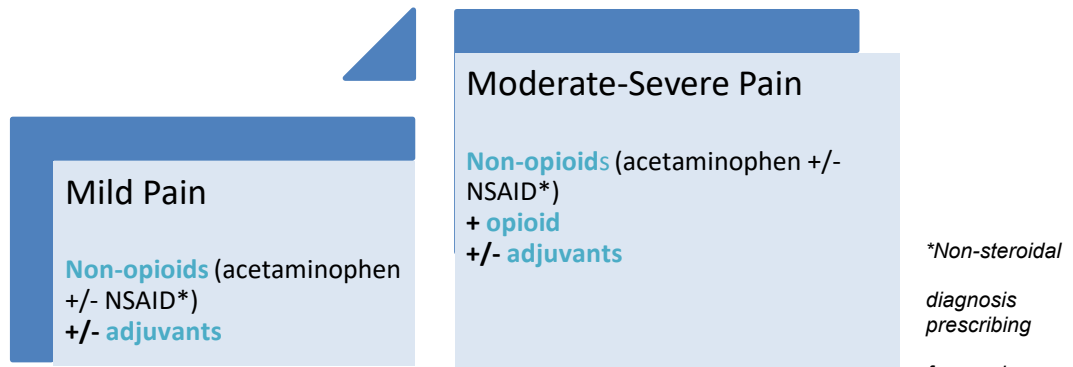 Mild Pain
Non-opioids (acetaminophen
+/- NSAID*)
+/- adjuvants
Moderate-Severe Pain
Non-opioids (acetaminophen +/-
NSAID*)
+ opioid
+/- adjuvants
*Non-steroidal
diagnosis
prescribing